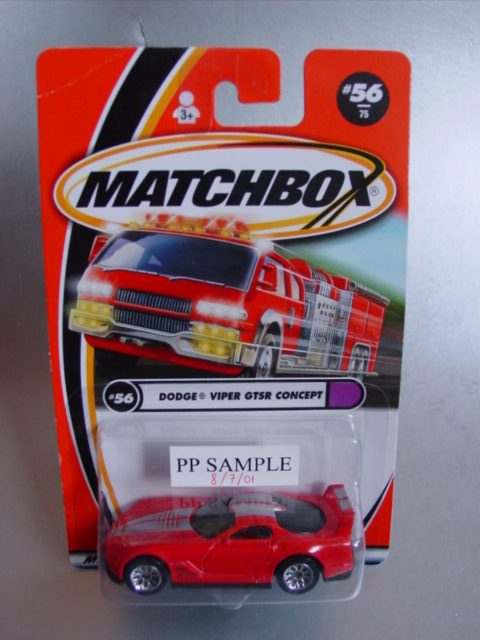 #56
75
3+
MATCHBOX®
#56 DODGE® VIPER GTSR CONCEPT
PP SAMPLE
8/7/01
M